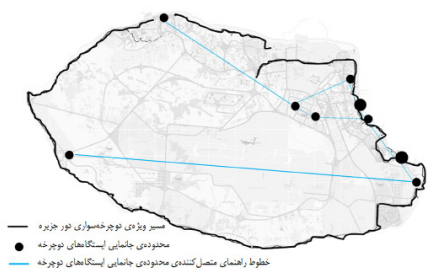 مسیر ویژه‌ی دوچرخه‌سواری دور جزیره
محدوده‌ی جانمایی ایستگاه‌های دوچرخه
خطوط راهنمای متصل‌کننده‌ی محدوده‌ی جانمایی ایستگاه‌های دوچرخه